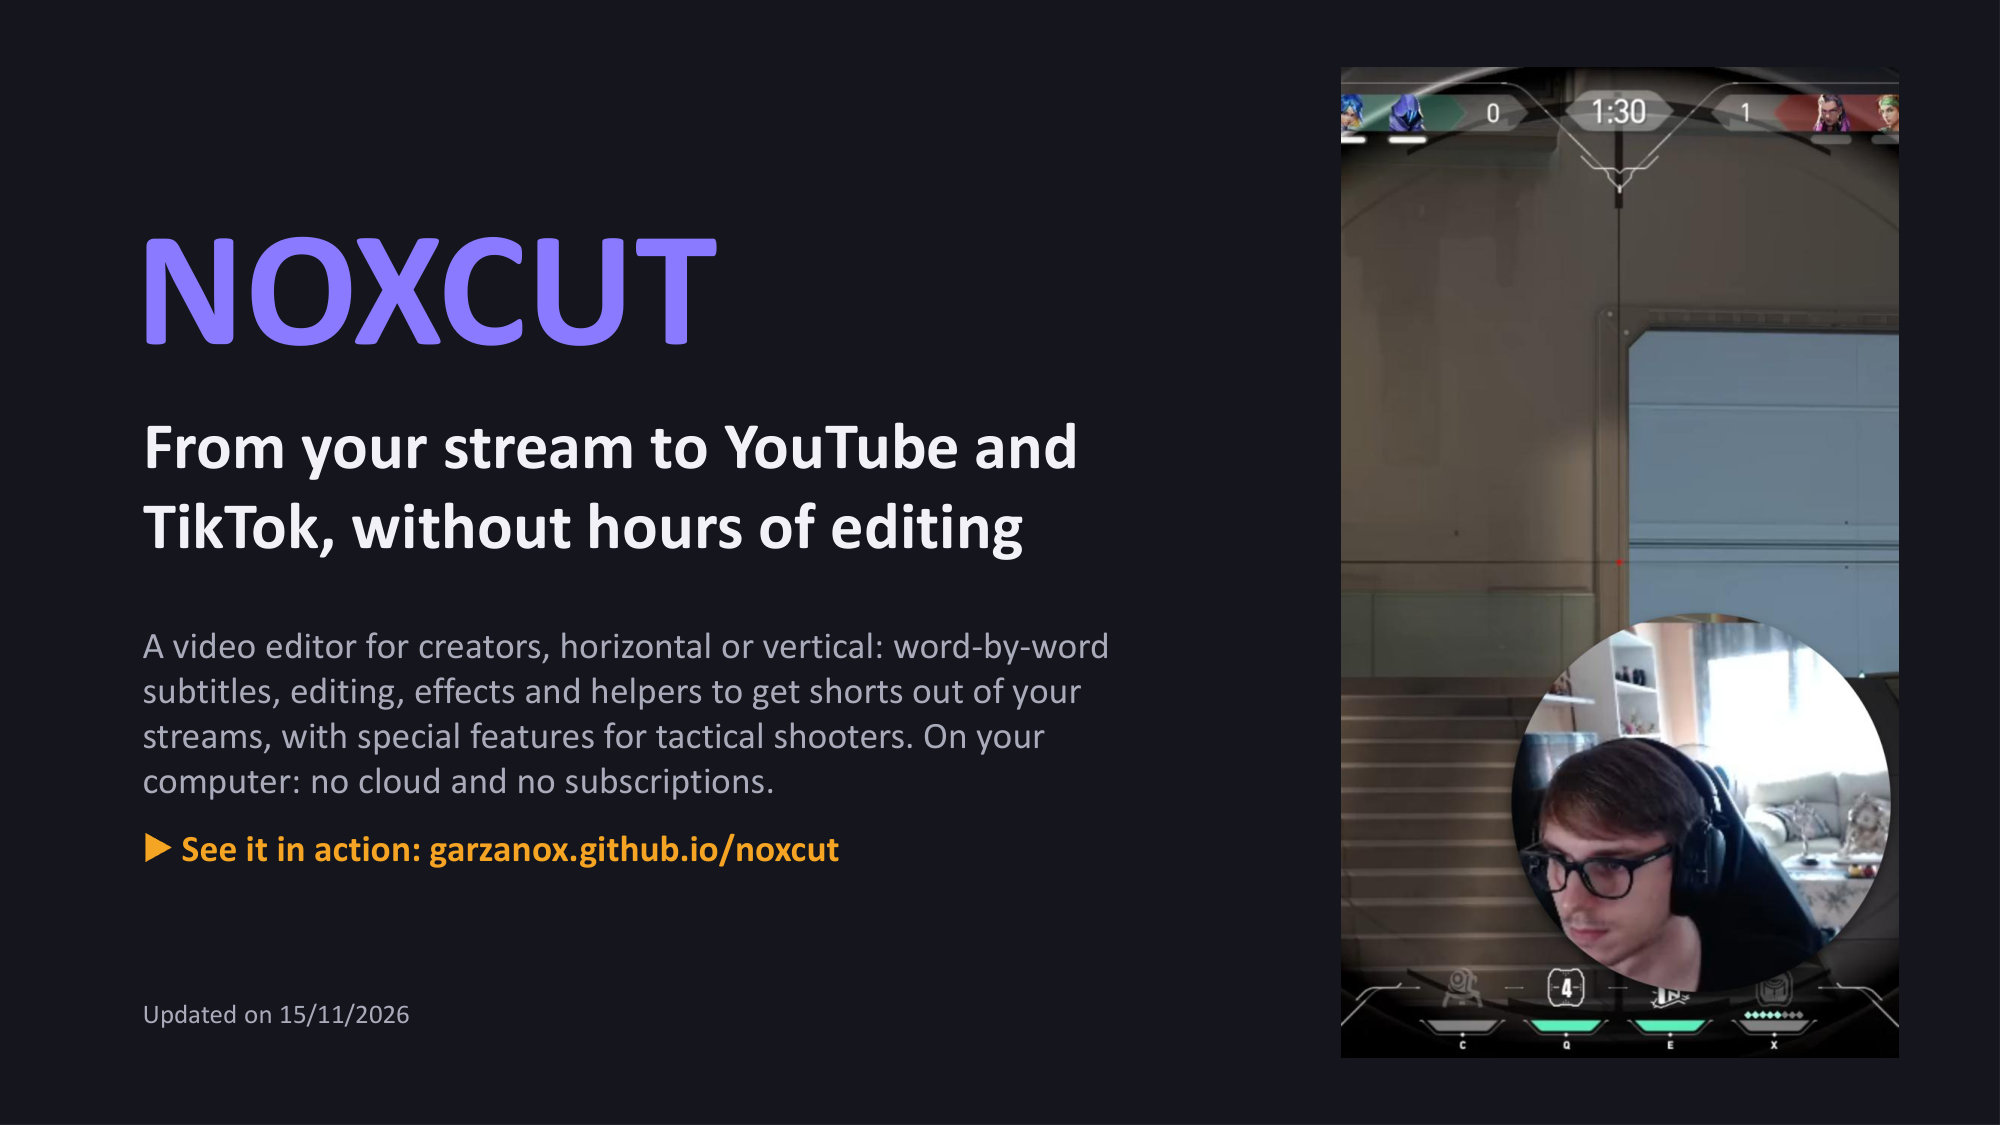 NOXCUT
From your stream to YouTube and
TikTok, without hours of editing
A video editor for creators, horizontal or vertical: word-by-word
subtitles, editing, effects and helpers to get shorts out of your
streams, with special features for tactical shooters. On your
computer: no cloud and no subscriptions.
▶ See it in action: garzanox.github.io/noxcut
Updated on 15/11/2026
0 1:30 1
4
C Q E X